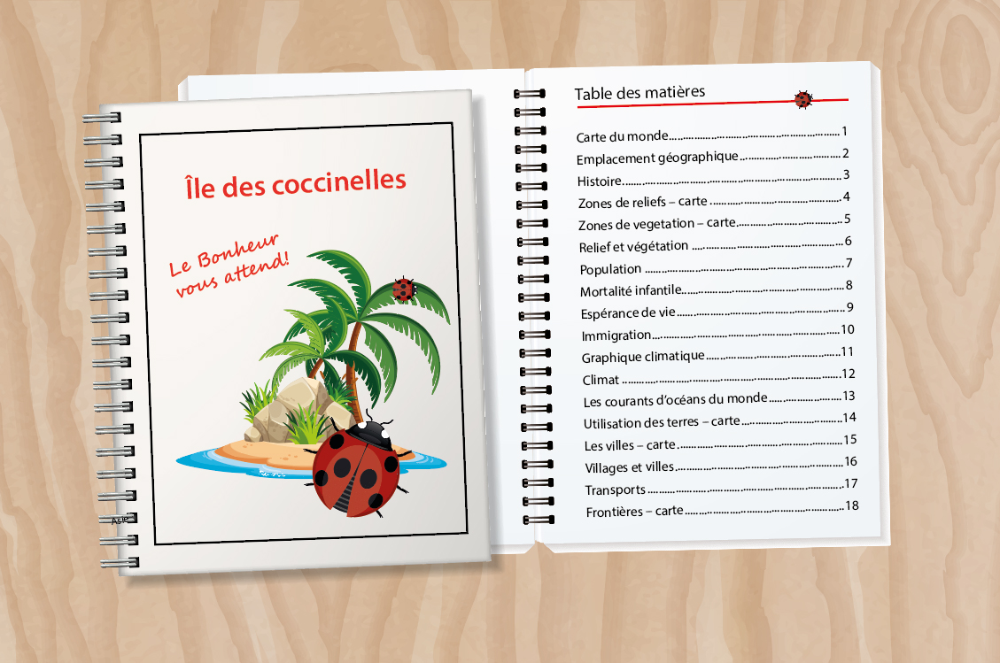 Île des coccinelles
Le Bonheur
vous attend!
Table des matières
Carte du monde 1
Emplacement géographique 2
Histoire 3
Zones de reliefs – carte 4
Zones de vegetation – carte 5
Relief et végétation 6
Population 7
Mortalité infantile 8
Espérance de vie 9
Immigration 10
Graphique climatique 11
Climat 12
Les courants d'océans du monde 13
Utilisation des terres – carte 14
Les villes – carte 15
Villages et villes 16
Transports 17
Frontières – carte 18